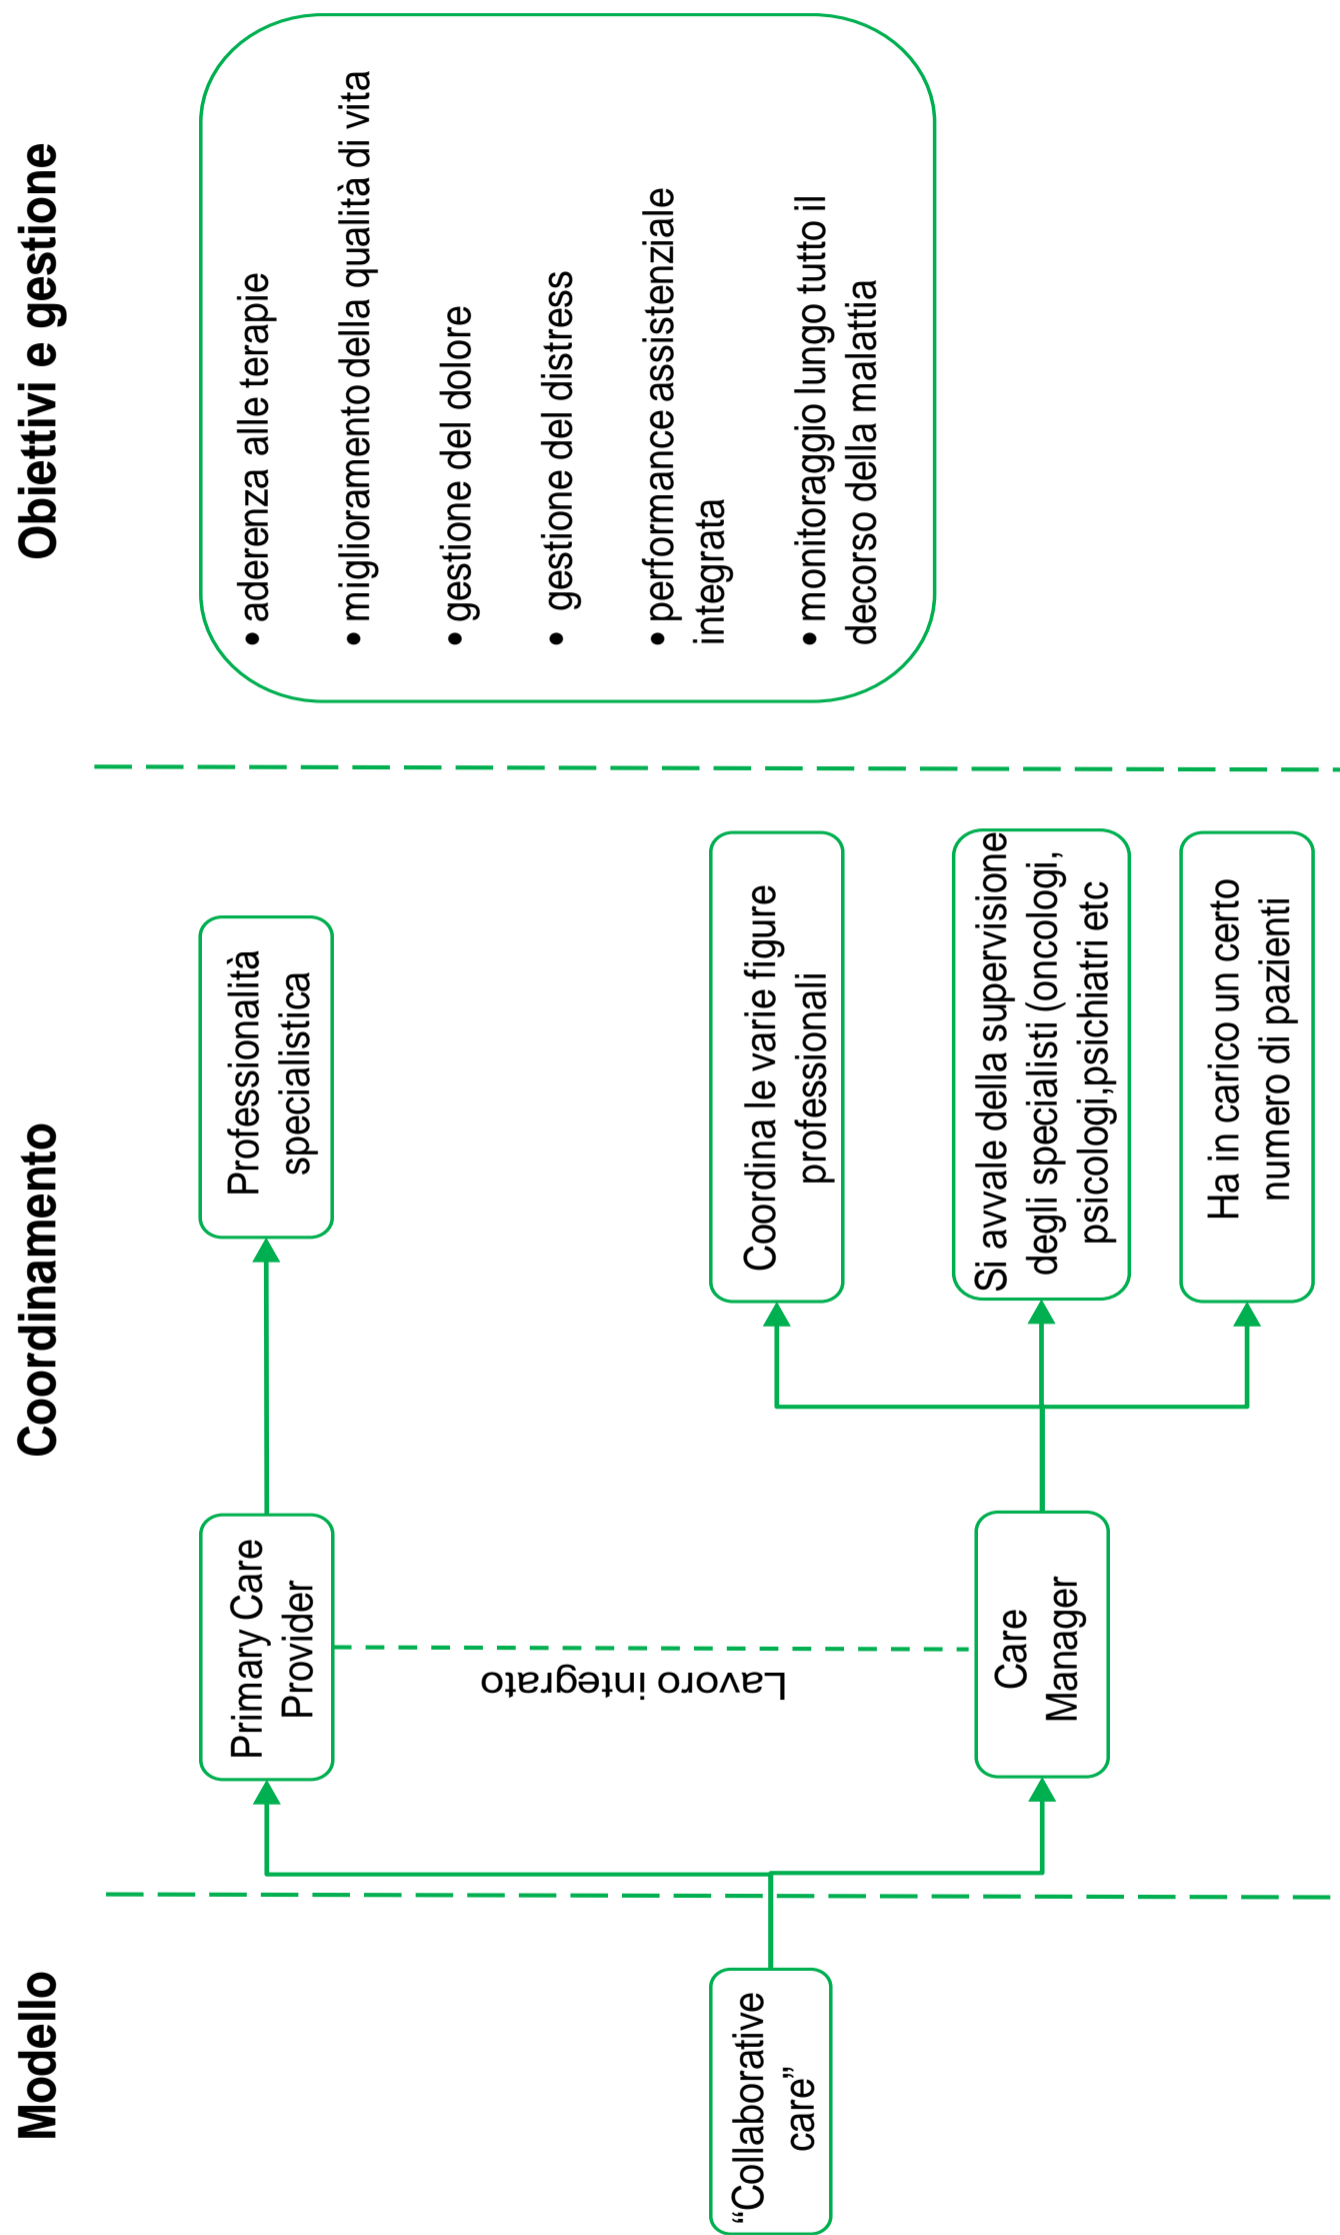 Modello
Coordinamento
Obiettivi e gestione
“Collaborative
care”
Primary Care
Provider
Lavoro integrato
Care
Manager
Professionalità
specialistica
Coordina le varie figure
professionali
Si avvale della supervisione
degli specialisti (oncologi,
psicologi,psichiatri etc
Ha in carico un certo
numero di pazienti
• aderenza alle terapie
• miglioramento della qualità di vita
• gestione del dolore
• gestione del distress
• performance assistenziale
integrata
• monitoraggio lungo tutto il
decorso della malattia